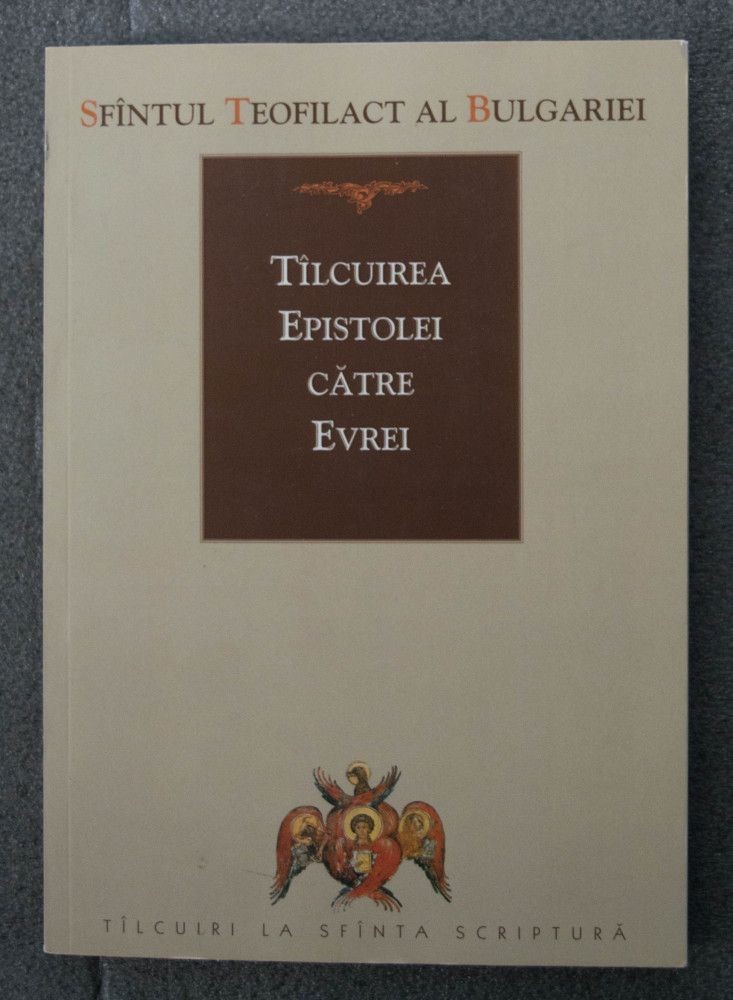 SFÎNTUL TEOFILACT AL BULGARIEI
TÎLCUIREA
EPISTOLEI
CĂTRE
EVREI
TÎLCUIRI LA SFÎNTA SCRIPTURĂ